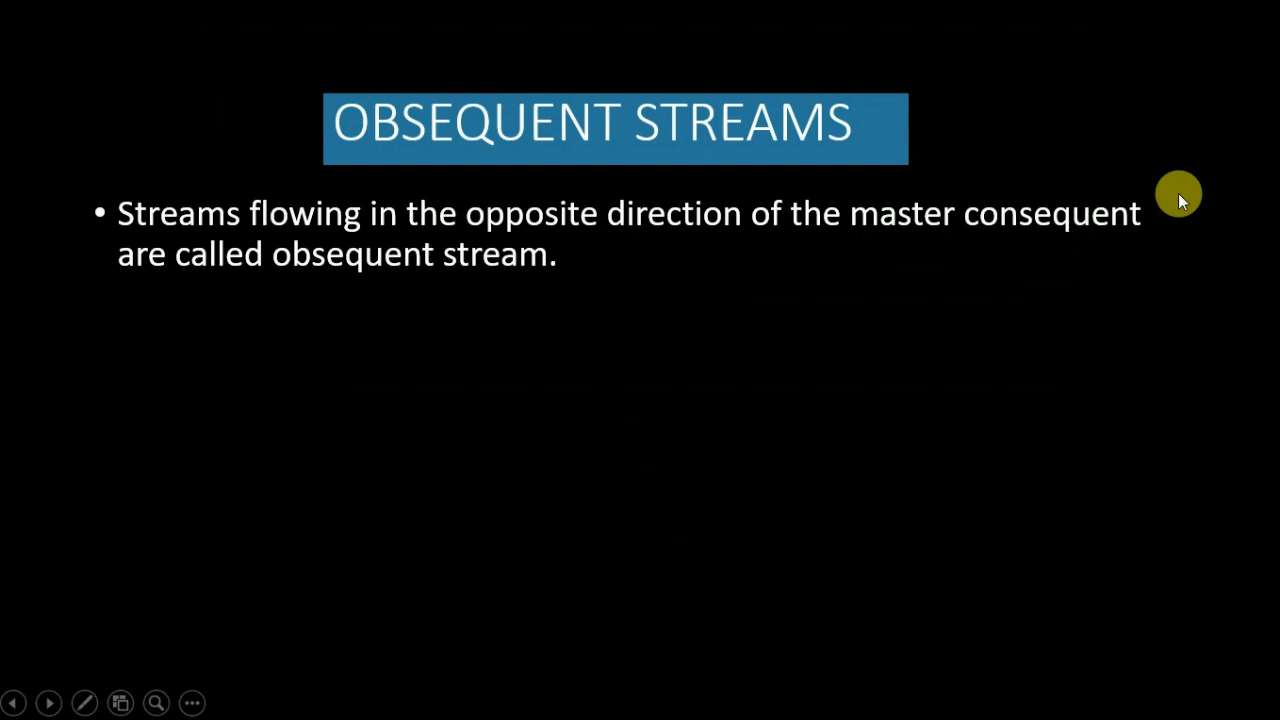 OBSEQUENT STREAMS
• Streams flowing in the opposite direction of the master consequent
are called obsequent stream.